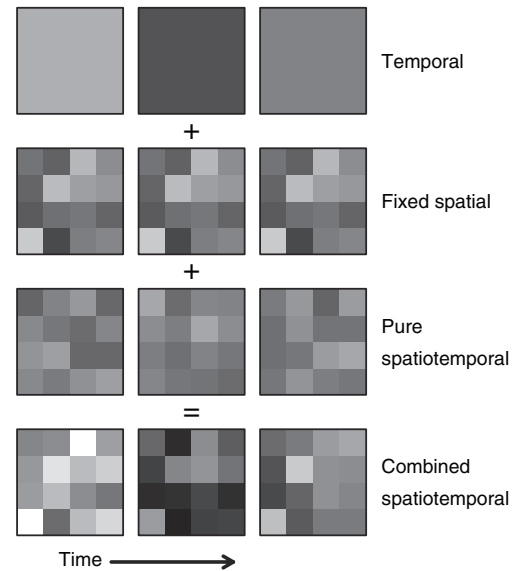 Temporal
+
Fixed spatial
+
Pure
spatiotemporal
=
Combined
spatiotemporal
Time